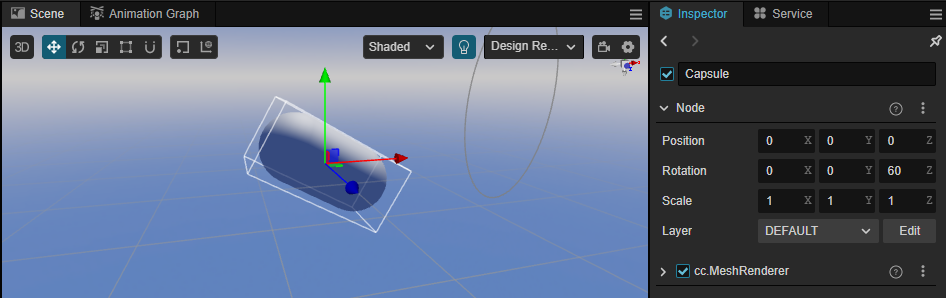 Scene
Animation Graph
Inspector
Service
3D
Shaded
Design Re...
Capsule
Node
Position 0 X 0 Y 0 Z
Rotation 0 X 0 Y 60 Z
Scale 1 X 1 Y 1 Z
Layer DEFAULT Edit
cc.MeshRenderer